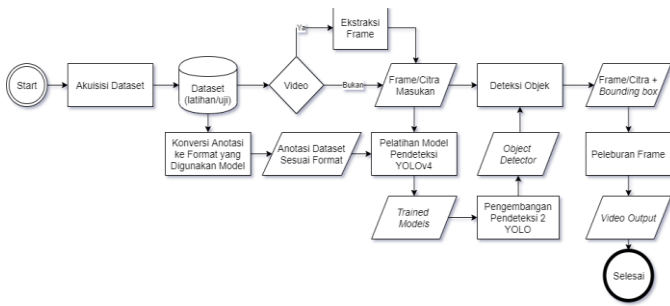 Ekstraksi
Frame
Ya
Start
Akuisisi Dataset
Dataset
(latihan/uji)
Video
Bukan
Frame/Citra
Masukan
Deteksi Objek
Frame/Citra +
Bounding box
Konversi Anotasi
ke Format yang
Digunakan Model
Anotasi Dataset
Sesuai Format
Pelatihan Model
Pendeteksi
YOLOv4
Object
Detector
Peleburan Frame
Trained
Models
Pengembangan
Pendeteksi 2
YOLO
Video Output
Selesai